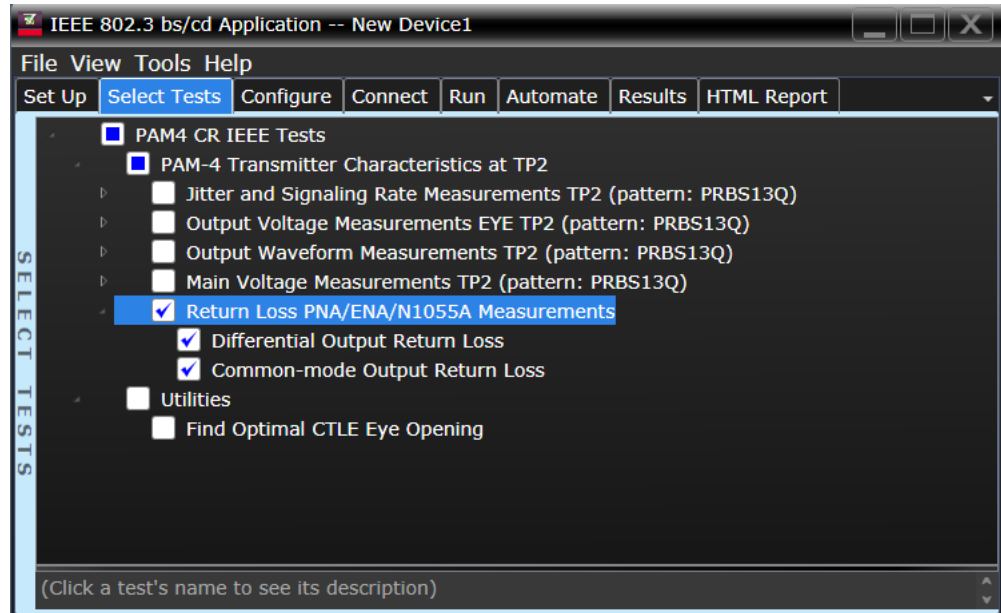 IEEE 802.3 bs/cd Application -- New Device1
File View Tools Help
Set Up Select Tests Configure Connect Run Automate Results HTML Report
PAM4 CR IEEE Tests
PAM-4 Transmitter Characteristics at TP2
Jitter and Signaling Rate Measurements TP2 (pattern: PRBS13Q)
Output Voltage Measurements EYE TP2 (pattern: PRBS13Q)
Output Waveform Measurements TP2 (pattern: PRBS13Q)
Main Voltage Measurements TP2 (pattern: PRBS13Q)
Return Loss PNA/ENA/N1055A Measurements
Differential Output Return Loss
Common-mode Output Return Loss
Utilities
Find Optimal CTLE Eye Opening
SELECT TESTS
(Click a test's name to see its description)